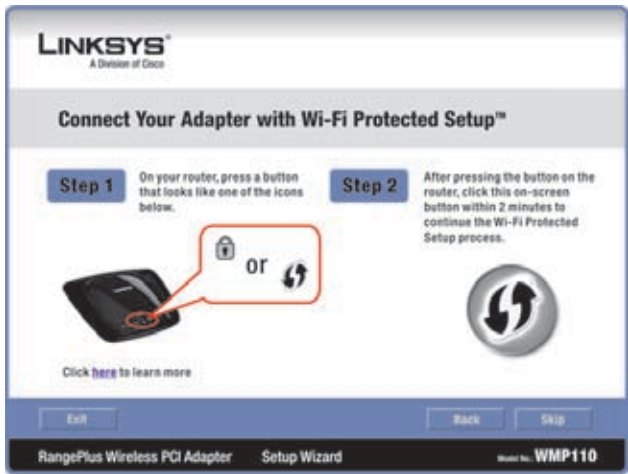 LINKSYS®
A Division of Cisco
Connect Your Adapter with Wi-Fi Protected Setup™
Step 1
On your router, press a button
that looks like one of the icons
below.
or
Click here to learn more
Step 2
After pressing the button on the
router, click this on-screen
button within 2 minutes to
continue the Wi-Fi Protected
Setup process.
Exit
Back
Skip
RangePlus Wireless PCI Adapter
Setup Wizard
Model No. WMP110